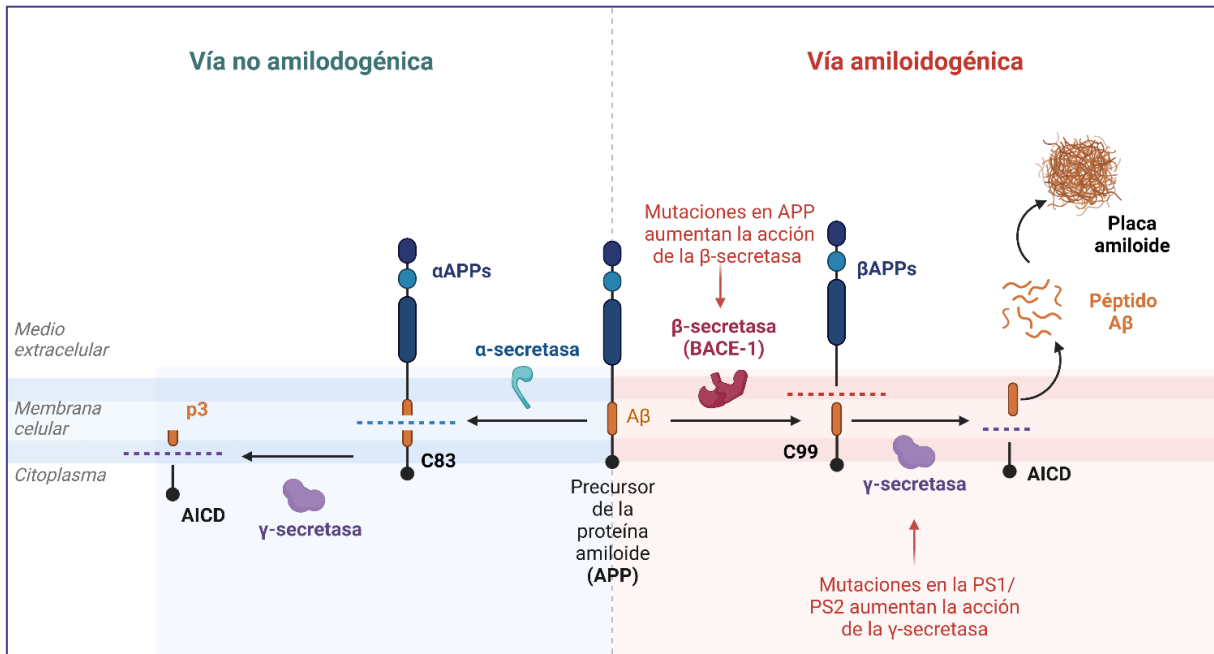 Vía no amilodogénica
Vía amiloidogénica
Mutaciones en APP
aumentan la acción
de la β-secretasa
αAPPs
βAPPs
Placa
amiloide
Péptido
Aβ
Medio
extracelular
α-secretasa
β-secretasa
(BACE-1)
Membrana
celular
p3
Aβ
C83
C99
Citoplasma
AICD
γ-secretasa
Precursor
de la
proteína
amiloide
(APP)
γ-secretasa
AICD
Mutaciones en la PS1/
PS2 aumentan la acción
de la γ-secretasa